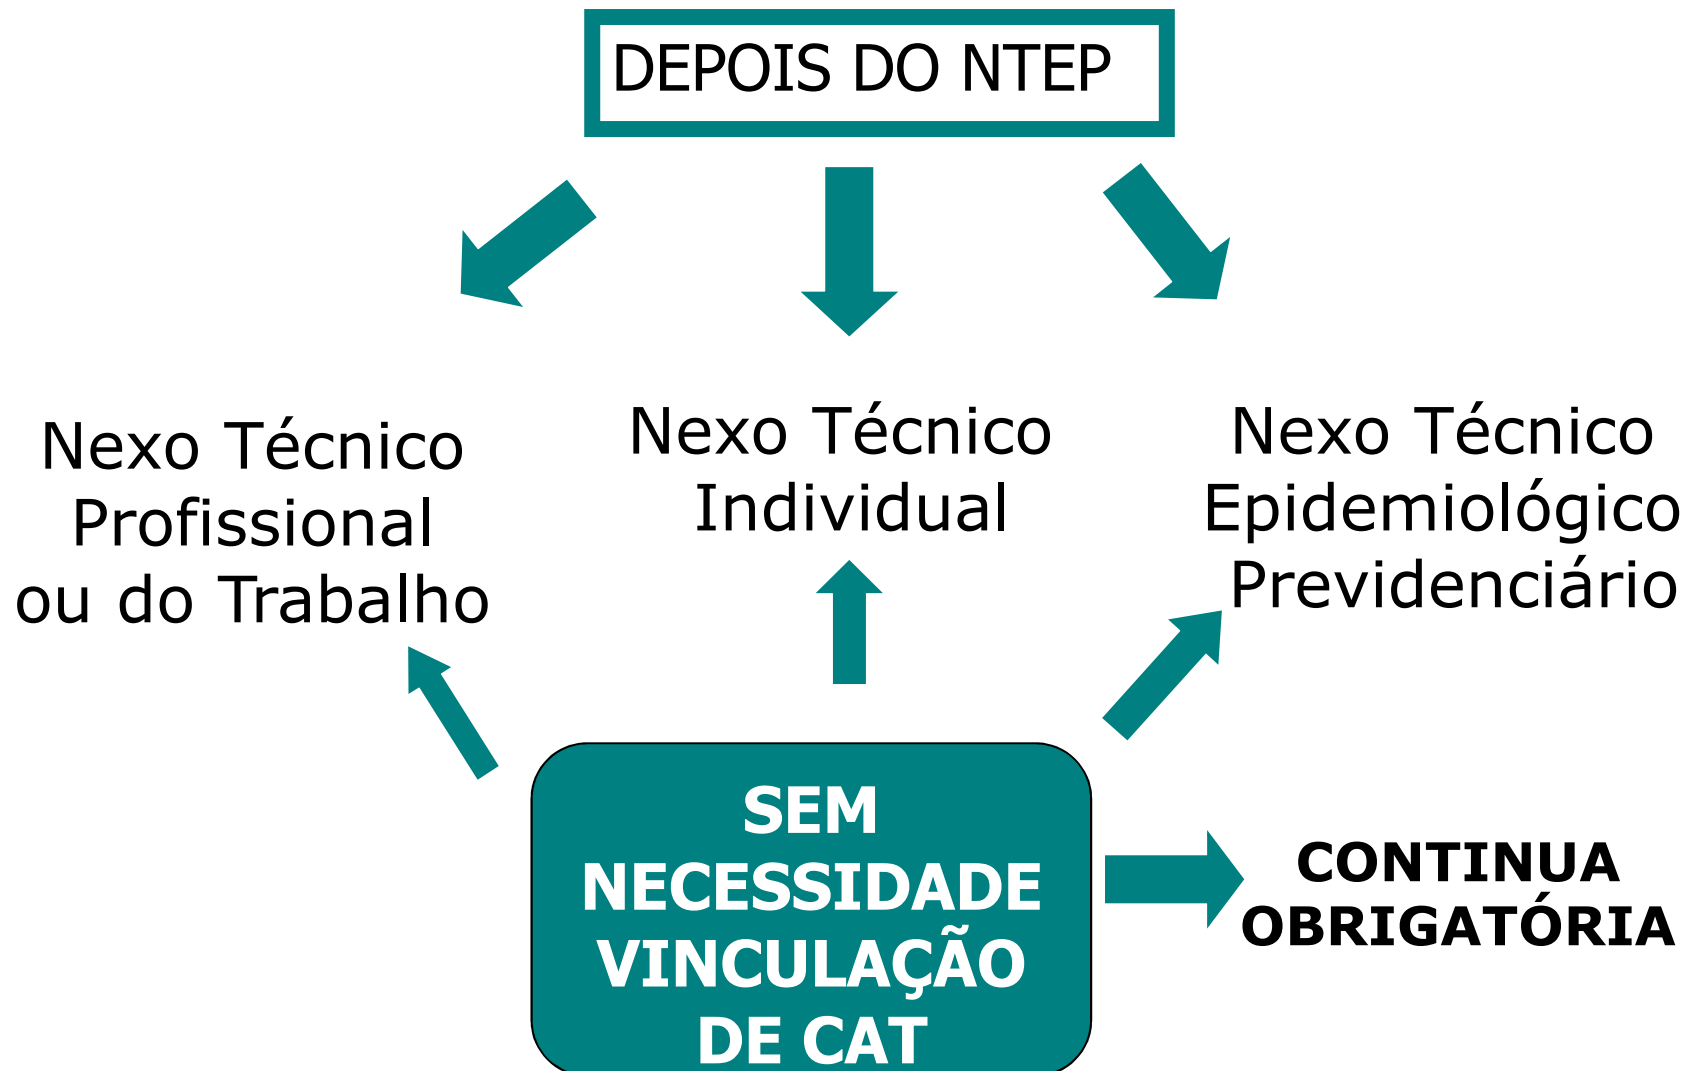 DEPOIS DO NTEP
Nexo Técnico
Profissional
ou do Trabalho
Nexo Técnico
Individual
Nexo Técnico
Epidemiológico
Previdenciário
SEM
NECESSIDADE
VINCULAÇÃO
DE CAT
CONTINUA
OBRIGATÓRIA